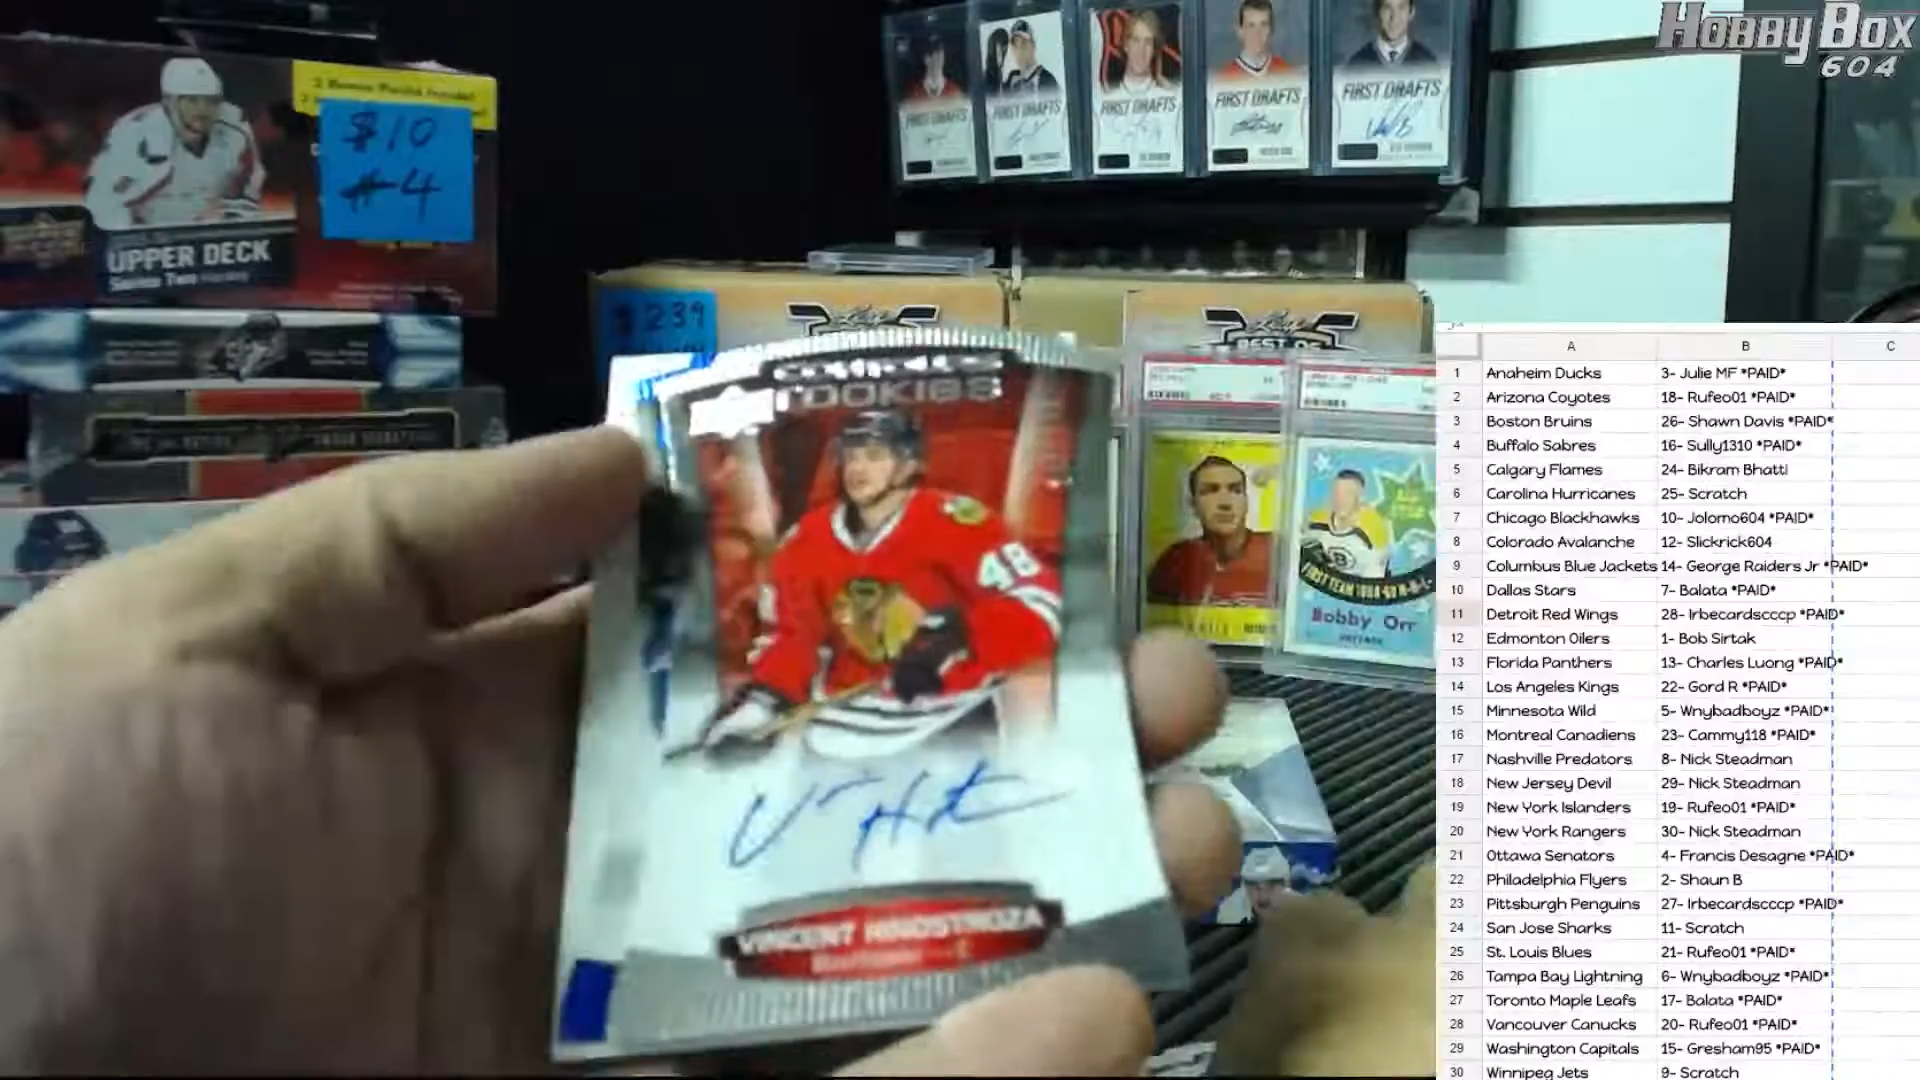 HOBBY BOX
604
$10
#4
UPPER DECK
Series Two Hockey
FIRST DRAFTS
FIRST DRAFTS
FIRST DRAFTS
FIRST DRAFTS
FIRST DRAFTS
$239
BEST OF
ROOKIES
48
VINCENT HINOSTROZA
B
ALL
STAR
Bobby Orr
A B C
1 Anaheim Ducks 3- Julie MF *PAID*
2 Arizona Coyotes 18- Rufeo01 *PAID*
3 Boston Bruins 26- Shawn Davis *PAID*
4 Buffalo Sabres 16- Sully1310 *PAID*
5 Calgary Flames 24- Bikram Bhatti
6 Carolina Hurricanes 25- Scratch
7 Chicago Blackhawks 10- Jolomo604 *PAID*
8 Colorado Avalanche 12- Slickrick604
9 Columbus Blue Jackets 14- George Raiders Jr *PAID*
10 Dallas Stars 7- Balata *PAID*
11 Detroit Red Wings 28- Irbecardscccp *PAID*
12 Edmonton Oilers 1- Bob Sirtak
13 Florida Panthers 13- Charles Luong *PAID*
14 Los Angeles Kings 22- Gord R *PAID*
15 Minnesota Wild 5- Wnybadboyz *PAID*
16 Montreal Canadiens 23- Cammy118 *PAID*
17 Nashville Predators 8- Nick Steadman
18 New Jersey Devil 29- Nick Steadman
19 New York Islanders 19- Rufeo01 *PAID*
20 New York Rangers 30- Nick Steadman
21 Ottawa Senators 4- Francis Desagne *PAID*
22 Philadelphia Flyers 2- Shaun B
23 Pittsburgh Penguins 27- Irbecardscccp *PAID*
24 San Jose Sharks 11- Scratch
25 St. Louis Blues 21- Rufeo01 *PAID*
26 Tampa Bay Lightning 6- Wnybadboyz *PAID*
27 Toronto Maple Leafs 17- Balata *PAID*
28 Vancouver Canucks 20- Rufeo01 *PAID*
29 Washington Capitals 15- Gresham95 *PAID*
30 Winnipeg Jets 9- Scratch